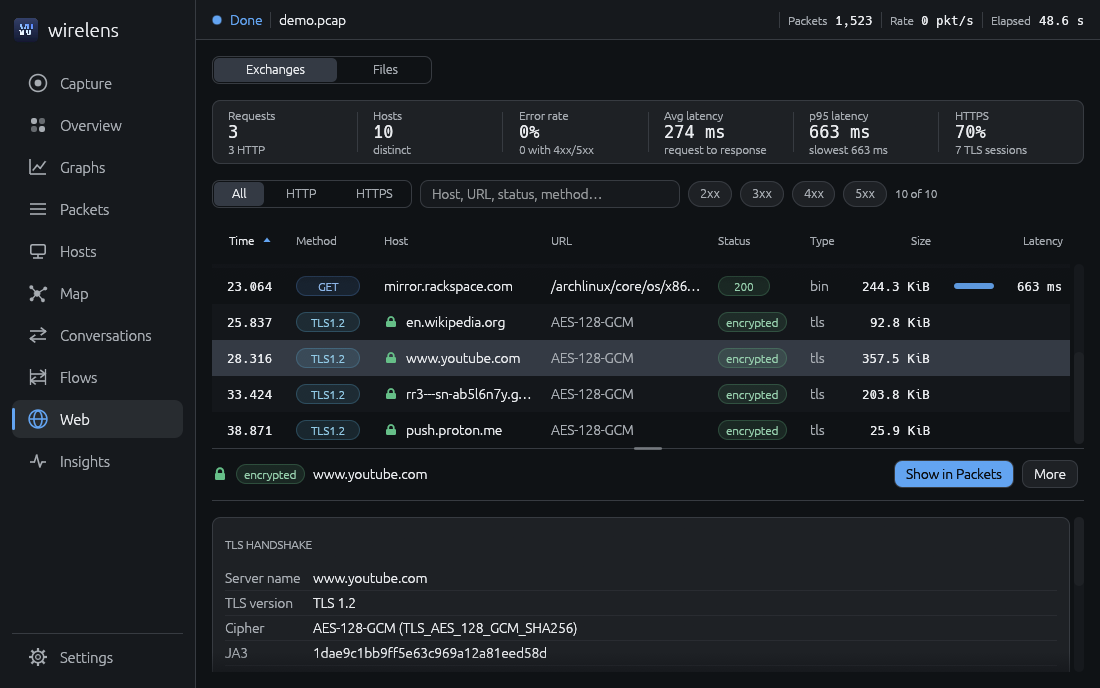 wirelens
Done demo.pcap Packets 1,523 Rate 0 pkt/s Elapsed 48.6 s
Capture
Overview
Graphs
Packets
Hosts
Map
Conversations
Flows
Web
Insights
Settings
Exchanges Files
Requests Hosts Error rate Avg latency p95 latency HTTPS
3 10 0% 274 ms 663 ms 70%
3 HTTP distinct 0 with 4xx/5xx request to response slowest 663 ms 7 TLS sessions
All HTTP HTTPS Host, URL, status, method… 2xx 3xx 4xx 5xx 10 of 10
Time Method Host URL Status Type Size Latency
23.064 GET mirror.rackspace.com /archlinux/core/os/x86… 200 bin 244.3 KiB 663 ms
25.837 TLS1.2 en.wikipedia.org AES-128-GCM encrypted tls 92.8 KiB
28.316 TLS1.2 www.youtube.com AES-128-GCM encrypted tls 357.5 KiB
33.424 TLS1.2 rr3---sn-ab5l6n7y.g… AES-128-GCM encrypted tls 203.8 KiB
38.871 TLS1.2 push.proton.me AES-128-GCM encrypted tls 25.9 KiB
encrypted www.youtube.com Show in Packets More
TLS HANDSHAKE
Server name www.youtube.com
TLS version TLS 1.2
Cipher AES-128-GCM (TLS_AES_128_GCM_SHA256)
JA3 1dae9c1bb9ff5e63c969a12a81eed58d